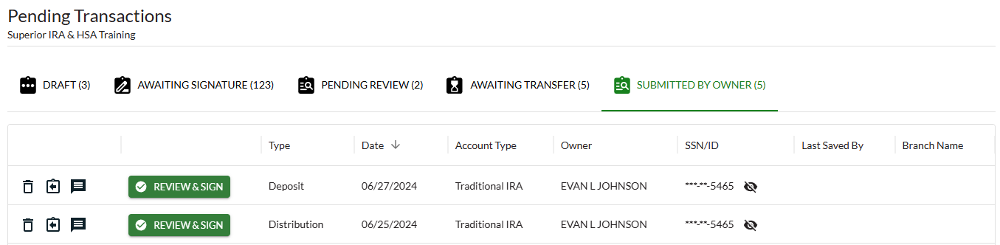 Pending Transactions
Superior IRA & HSA Training
DRAFT (3) AWAITING SIGNATURE (123) PENDING REVIEW (2) AWAITING TRANSFER (5) SUBMITTED BY OWNER (5)
Type Date Account Type Owner SSN/ID Last Saved By Branch Name
REVIEW & SIGN Deposit 06/27/2024 Traditional IRA EVAN L JOHNSON ***-**-5465
REVIEW & SIGN Distribution 06/25/2024 Traditional IRA EVAN L JOHNSON ***-**-5465